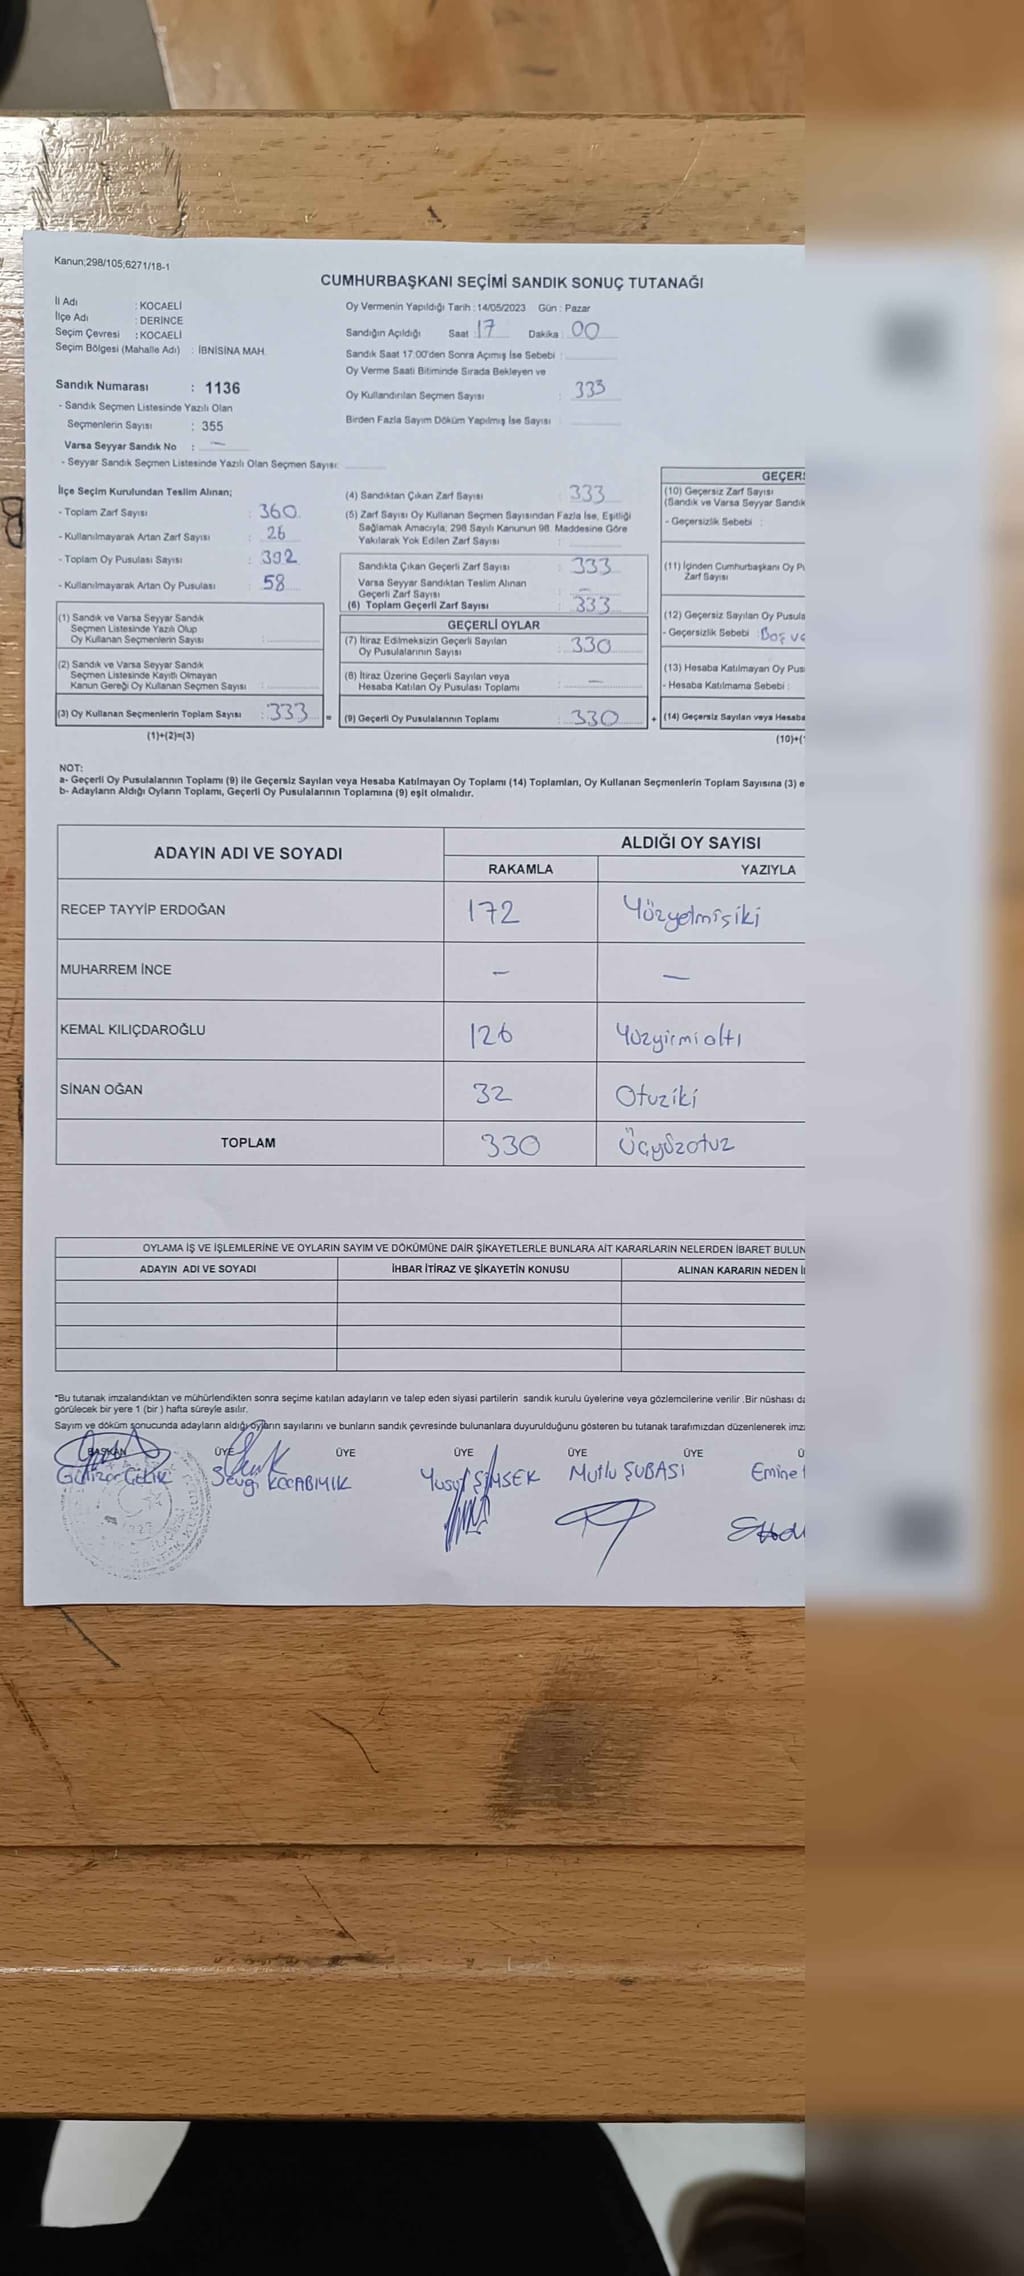 Kanun;298/105;6271/18-1
CUMHURBAŞKANI SEÇİMİ SANDIK SONUÇ TUTANAĞI
İl Adı : KOCAELİ
İlçe Adı : DERİNCE
Seçim Çevresi : KOCAELİ
Seçim Bölgesi (Mahalle Adı) : İBNİSİNA MAH.
Oy Vermenin Yapıldığı Tarih : 14/05/2023 Gün : Pazar
Sandığın Açıldığı Saat : 17 Dakika : 00
Sandık Saat 17:00'den Sonra Açımış İse Sebebi :
Oy Verme Saati Bitiminde Sırada Bekleyen ve
Oy Kullandırılan Seçmen Sayısı : 333
Birden Fazla Sayım Döküm Yapılmış İse Sayısı :
Sandık Numarası : 1136
- Sandık Seçmen Listesinde Yazılı Olan
Seçmenlerin Sayısı : 355
Varsa Seyyar Sandık No : —
- Seyyar Sandık Seçmen Listesinde Yazılı Olan Seçmen Sayısı:
İlçe Seçim Kurulundan Teslim Alınan;
- Toplam Zarf Sayısı : 360
- Kullanılmayarak Artan Zarf Sayısı : 26
- Toplam Oy Pusulası Sayısı : 392
- Kullanılmayarak Artan Oy Pusulası : 58
(1) Sandık ve Varsa Seyyar Sandık
Seçmen Listesinde Yazılı Olup
Oy Kullanan Seçmenlerin Sayısı :
(2) Sandık ve Varsa Seyyar Sandık
Seçmen Listesinde Kayıtlı Olmayan
Kanun Gereği Oy Kullanan Seçmen Sayısı :
(3) Oy Kullanan Seçmenlerin Toplam Sayısı : 333 =
(1)+(2)=(3)
(4) Sandıktan Çıkan Zarf Sayısı : 333
(5) Zarf Sayısı Oy Kullanan Seçmen Sayısından Fazla İse, Eşitliği
Sağlamak Amacıyla; 298 Sayılı Kanunun 98. Maddesine Göre
Yakılarak Yok Edilen Zarf Sayısı :
Sandıkta Çıkan Geçerli Zarf Sayısı : 333
Varsa Seyyar Sandıktan Teslim Alınan
Geçerli Zarf Sayısı : —
(6) Toplam Geçerli Zarf Sayısı : 333
GEÇERLİ OYLAR
(7) İtiraz Edilmeksizin Geçerli Sayılan
Oy Pusulalarının Sayısı : 330
(8) İtiraz Üzerine Geçerli Sayılan veya
Hesaba Katılan Oy Pusulası Toplamı : —
(9) Geçerli Oy Pusulalarının Toplamı : 330 +
GEÇERS
(10) Geçersiz Zarf Sayısı
(Sandık ve Varsa Seyyar Sandık
- Geçersizlik Sebebi :
(11) İçinden Cumhurbaşkanı Oy P
Zarf Sayısı
(12) Geçersiz Sayılan Oy Pusula
- Geçersizlik Sebebi : Boş ve
(13) Hesaba Katılmayan Oy Pus
- Hesaba Katılmama Sebebi :
(14) Geçersiz Sayılan veya Hesaba
(10)+(
NOT:
a- Geçerli Oy Pusulalarının Toplamı (9) ile Geçersiz Sayılan veya Hesaba Katılmayan Oy Toplamı (14) Toplamları, Oy Kullanan Seçmenlerin Toplam Sayısına (3) e
b- Adayların Aldığı Oyların Toplamı, Geçerli Oy Pusulalarının Toplamına (9) eşit olmalıdır.
ADAYIN ADI VE SOYADI ALDIĞI OY SAYISI
RAKAMLA YAZIYLA
RECEP TAYYİP ERDOĞAN 172 Yüzyetmişiki
MUHARREM İNCE — —
KEMAL KILIÇDAROĞLU 126 Yüzyirmialtı
SİNAN OĞAN 32 Otuziki
TOPLAM 330 Üçyüzotuz
OYLAMA İŞ VE İŞLEMLERİNE VE OYLARIN SAYIM VE DÖKÜMÜNE DAİR ŞİKAYETLERLE BUNLARA AİT KARARLARIN NELERDEN İBARET BULUN
ADAYIN ADI VE SOYADI İHBAR İTİRAZ VE ŞİKAYETİN KONUSU ALINAN KARARIN NEDEN İ
*Bu tutanak imzalandıktan ve mühürlendikten sonra seçime katılan adayların ve talep eden siyasi partilerin sandık kurulu üyelerine veya gözlemcilerine verilir .Bir nüshası da
görülecek bir yere 1 (bir ) hafta süreyle asılır.
Sayım ve döküm sonucunda adayların aldığı oyların sayılarını ve bunların sandık çevresinde bulunanlara duyurulduğunu gösteren bu tutanak tarafımızdan düzenlenerek imz
BAŞKAN ÜYE ÜYE ÜYE ÜYE ÜYE Ü
Gülizar ÇELİK Sevgi KOCABIYIK Yusuf ŞİMŞEK Mutlu ŞUBAŞI Emine